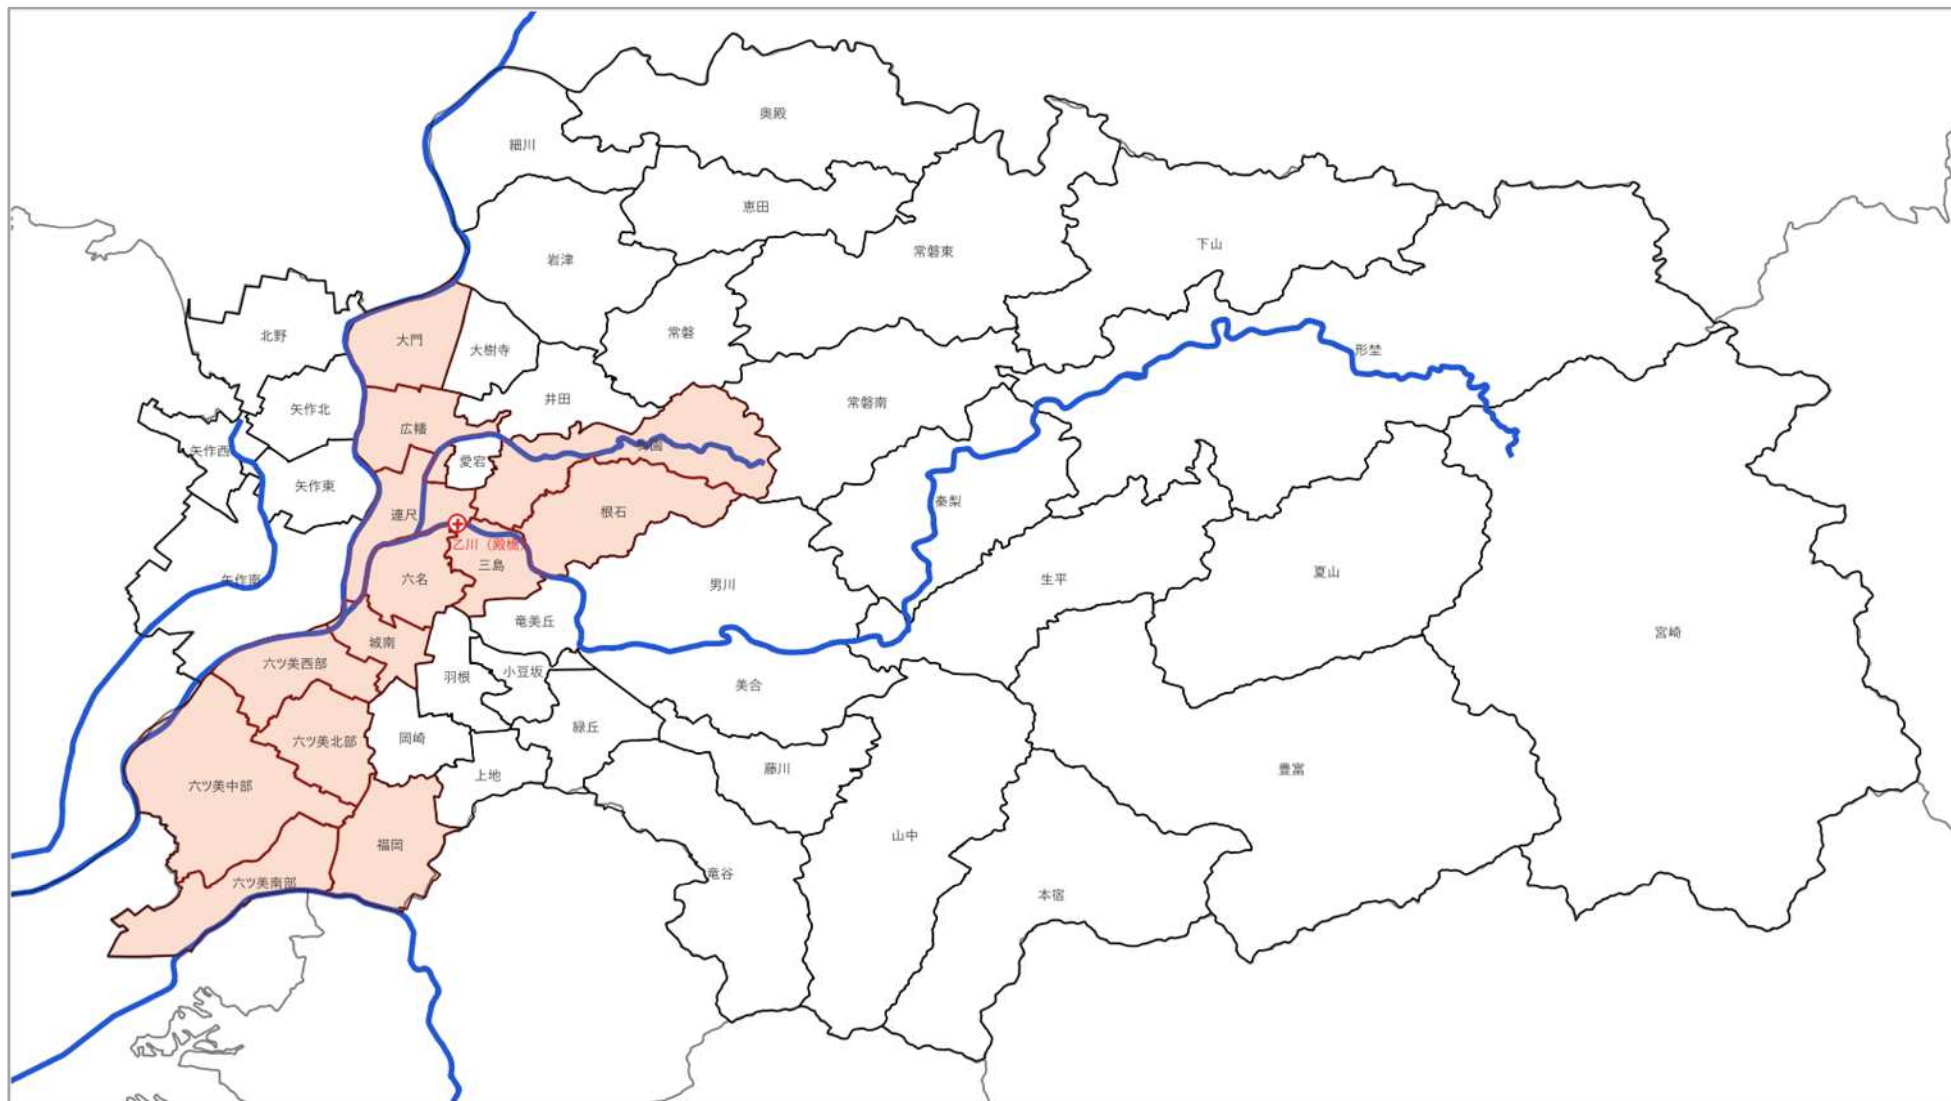 奥殿
細川
恵田
常磐東
下山
岩津
常磐
北野
大門
大樹寺
形埜
井田
常磐南
矢作北
広幡
矢作西
愛宕
矢作東
連尺
根石
秦梨
乙川（殿橋）
三島
六名
矢作南
男川
生平
夏山
竜美丘
城南
宮崎
六ツ美西部
小豆坂
羽根
美合
緑丘
六ツ美北部
岡崎
上地
藤川
豊富
六ツ美中部
山中
福岡
竜谷
六ツ美南部
本宿